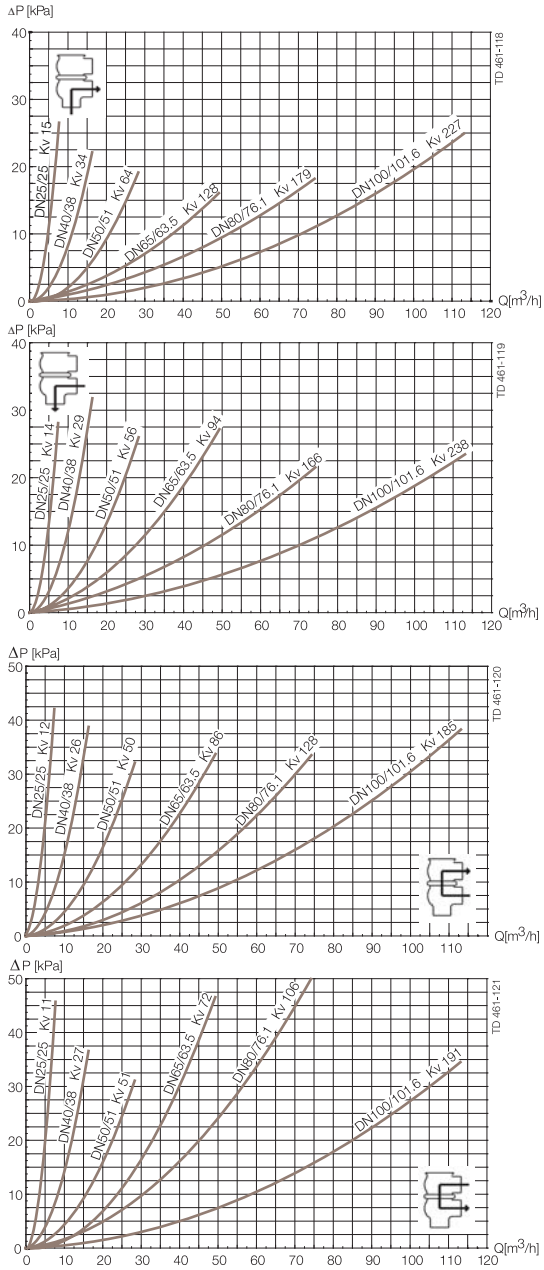 ΔP [kPa]
40
30
20
10
0
TD 461-118
DN25/25 Kv 15
DN40/38 Kv 34
DN50/51 Kv 64
DN65/63.5 Kv 128
DN80/76.1 Kv 179
DN100/101.6 Kv 227
0 10 20 30 40 50 60 70 80 90 100 110 120
Q[m³/h]
ΔP [kPa]
40
30
20
10
0
TD 461-119
DN25/25 Kv 14
DN40/38 Kv 29
DN50/51 Kv 56
DN65/63.5 Kv 94
DN80/76.1 Kv 166
DN100/101.6 Kv 238
0 10 20 30 40 50 60 70 80 90 100 110 120
Q[m³/h]
ΔP [kPa]
50
40
30
20
10
0
TD 461-120
DN25/25 Kv 12
DN40/38 Kv 26
DN50/51 Kv 50
DN65/63.5 Kv 86
DN80/76.1 Kv 128
DN100/101.6 Kv 185
0 10 20 30 40 50 60 70 80 90 100 110 Q[m³/h]
ΔP [kPa]
50
40
30
20
10
0
TD 461-121
DN25/25 Kv 11
DN40/38 Kv 27
DN50/51 Kv 51
DN65/63.5 Kv 72
DN80/76.1 Kv 106
DN100/101.6 Kv 191
Q[m³/h]
0 10 20 30 40 50 60 70 80 90 100 110 120